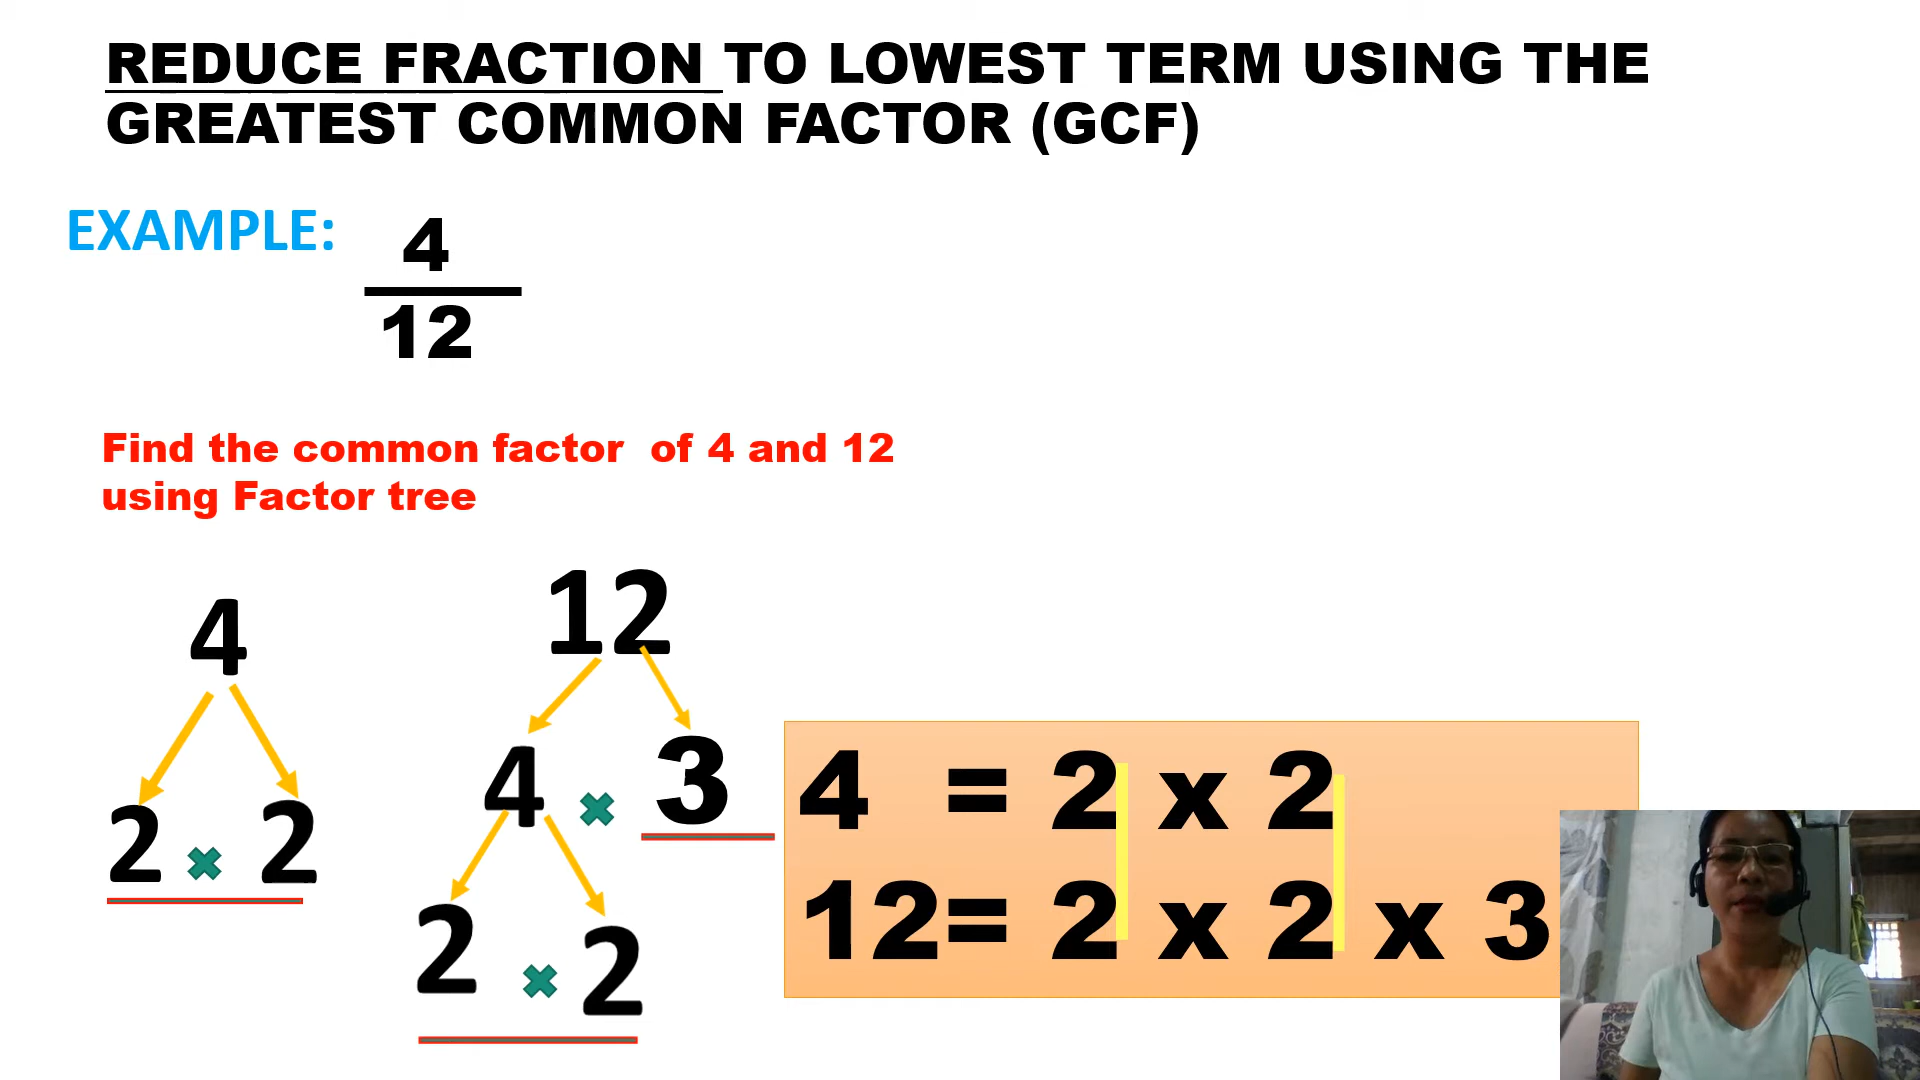 REDUCE FRACTION TO LOWEST TERM USING THE
GREATEST COMMON FACTOR (GCF)
EXAMPLE:
4
12
Find the common factor of 4 and 12
using Factor tree
4
2 × 2
12
4 × 3
2 × 2
4 = 2 x 2
12= 2 x 2 x 3